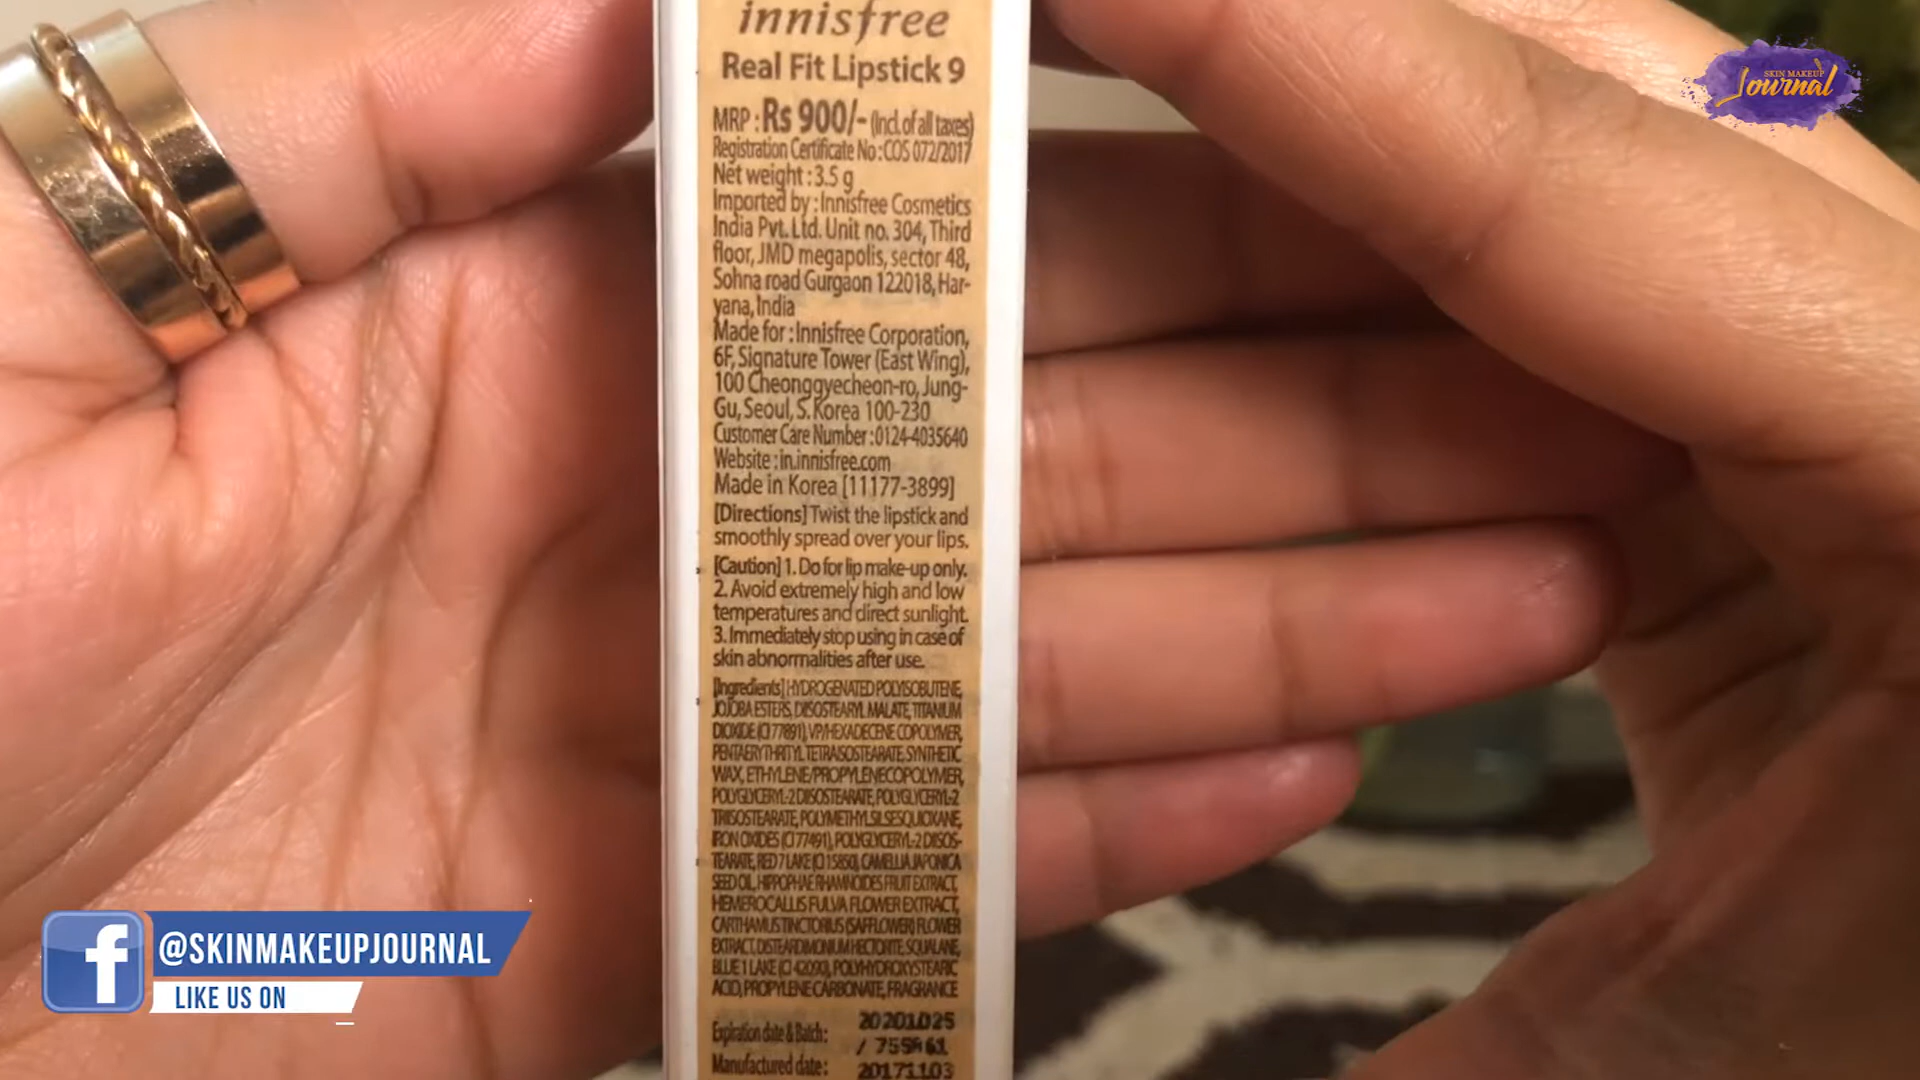 innisfree
Real Fit Lipstick 9
MRP : Rs 900/- (Incl. of all taxes)
Registration Certificate No : COS 072/2017
Net weight : 3.5 g
Imported by : Innisfree Cosmetics
India Pvt. Ltd. Unit no. 304, Third
floor, JMD megapolis, sector 48,
Sohna road Gurgaon 122018, Har-
yana, India
Made for : Innisfree Corporation,
6F, Signature Tower (East Wing),
100 Cheonggyecheon-ro, Jung-
Gu, Seoul, S. Korea 100-230
Customer Care Number : 0124-4035640
Website : in.innisfree.com
Made in Korea [11177-3899]
[Directions] Twist the lipstick and
smoothly spread over your lips.
[Caution] 1. Do for lip make-up only.
2. Avoid extremely high and low
temperatures and direct sunlight.
3. Immediately stop using in case of
skin abnormalities after use.
[Ingredients] HYDROGENATED POLYISOBUTENE,
JOJOBA ESTERS, DIISOSTEARYL MALATE, TITANIUM
DIOXIDE (CI 77891), VP/HEXADECENE COPOLYMER,
PENTAERYTHRITYL TETRAISOSTEARATE, SYNTHETIC
WAX, ETHYLENE/PROPYLENE COPOLYMER,
POLYGLYCERYL-2 DIISOSTEARATE, POLYGLYCERYL-2
TRIISOSTEARATE, POLYMETHYLSILSESQUIOXANE,
IRON OXIDES (CI 77491), POLYGLYCERYL-2 DIISOS-
TEARATE, RED 7 LAKE (CI 15850), CAMELLIA JAPONICA
SEED OIL, HIPPOPHAE RHAMNOIDES FRUIT EXTRACT,
HEMEROCALLIS FULVA FLOWER EXTRACT,
CARTHAMUS TINCTORIUS (SAFFLOWER) FLOWER
EXTRACT, DISTEARDIMONIUM HECTORITE, SQUALANE,
BLUE 1 LAKE (CI 42090), POLYHYDROXYSTEARIC
ACID, PROPYLENE CARBONATE, FRAGRANCE
Expiration date & Batch : 20201025
/
Manufactured date : 20171103
SKIN MAKEUP
Journal
@SKINMAKEUPJOURNAL
LIKE US ON